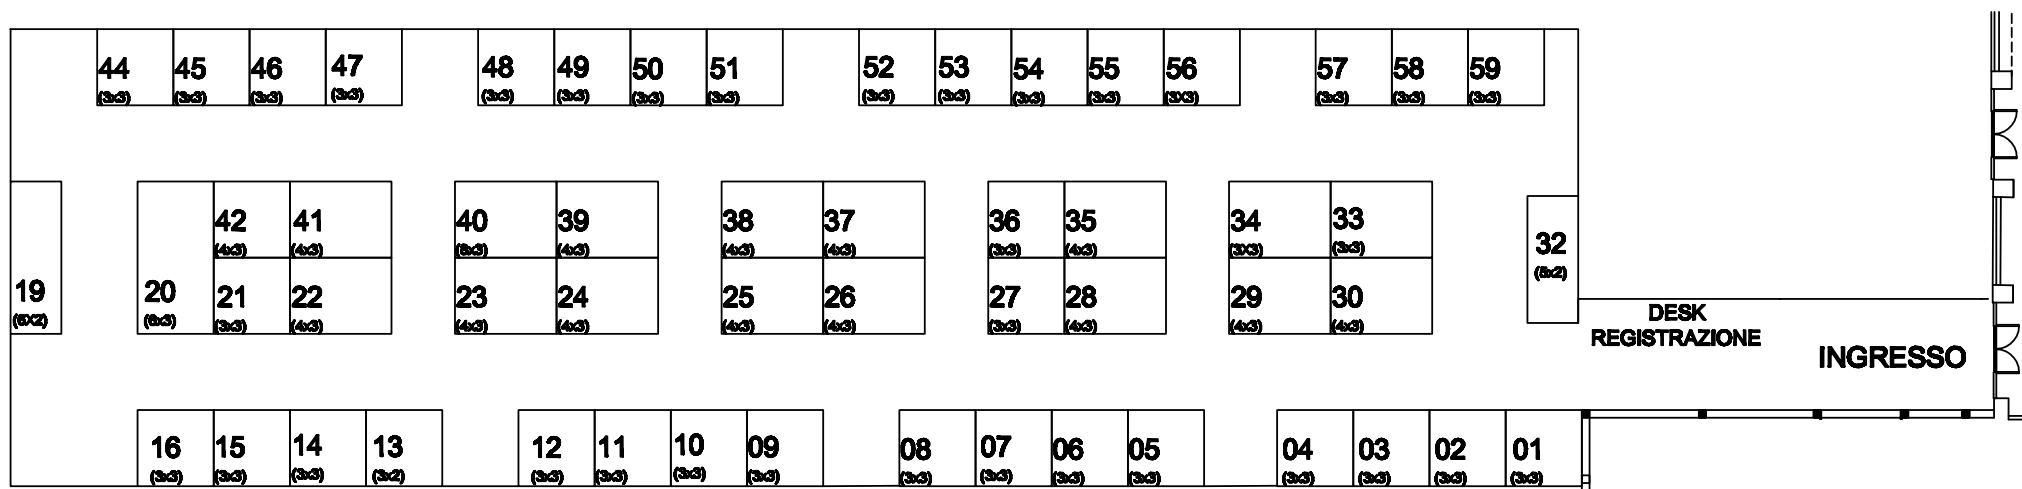 44 45 46 47 48 49 50 51 52 53 54 55 56 57 58 59
(3x3) (3x3) (3x3) (3x3) (3x3) (3x3) (3x3) (3x3) (3x3) (3x3) (3x3) (3x3) (3X3) (3x3) (3x3) (3x3)
42 41 40 39 38 37 36 35 34 33
(4x3) (4x3) (4x3) (4x3) (4x3) (3x3) (4x3) (3X3) (3x3)
32
19 20 21 22 23 24 25 26 27 28 29 30
(6X2) (6x3) (3x3) (4x3) (4x3) (4x3) (4x3) (4x3) (3x3) (4x3) (4x3) (4x3)
DESK
REGISTRAZIONE
INGRESSO
16 15 14 13 12 11 10 09 08 07 06 05 04 03 02 01
(3x3) (3x3) (3x3) (3x2) (3x3) (3x3) (3x3) (3x3) (3x3) (3x3) (3x3) (3x3) (3x3) (3x3) (3x3) (3x3)